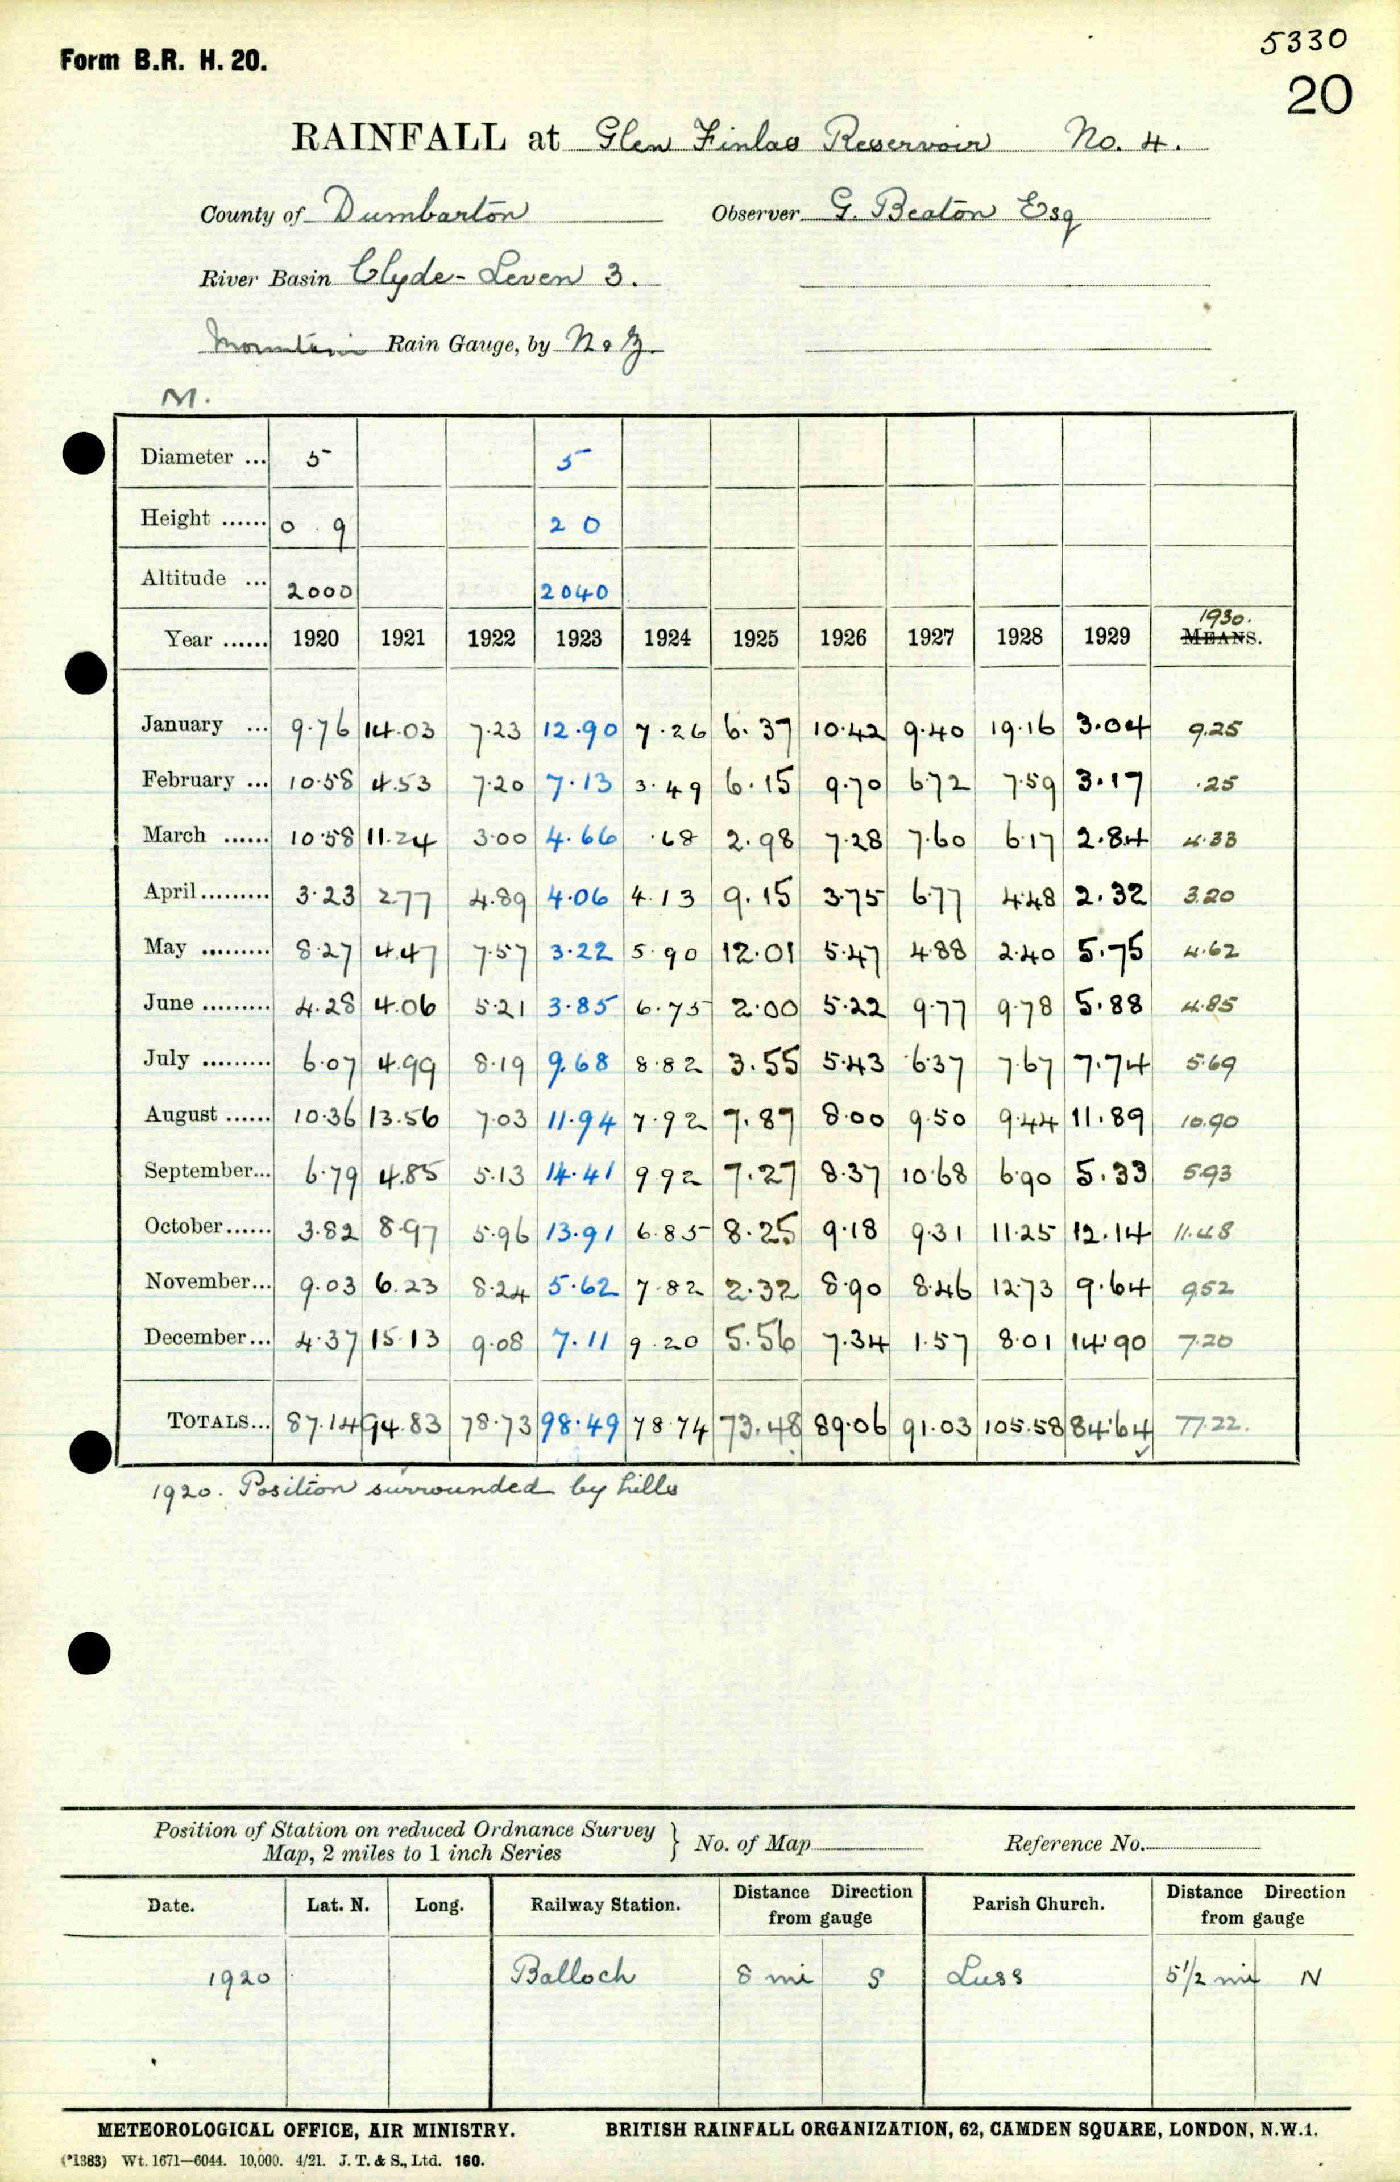 Form B.R. H. 20.
5330
20
RAINFALL at Glen Finlas Reservoir No. 4.
County of Dumbarton Observer G. Beaton Esq
River Basin Clyde - Leven 3.
Mountain Rain Gauge, by N & Z.
M.
Diameter ... 5 5
Height ...... 0 9 2 0
Altitude ... 2000 2040
1930.
Year ...... 1920 1921 1922 1923 1924 1925 1926 1927 1928 1929 MEANS.
January ... 9.76 14.03 7.23 12.90 7.26 6.37 10.42 9.40 19.16 3.04 9.25
February ... 10.58 4.53 7.20 7.13 3.49 6.15 9.70 6.72 7.59 3.17 .25
March ...... 10.58 11.24 3.00 4.66 .68 2.98 7.28 7.60 6.17 2.84 4.33
April ......... 3.23 2.77 4.89 4.06 4.13 9.15 3.75 6.77 4.48 2.32 3.20
May ......... 8.27 4.47 7.57 3.22 5.90 12.01 5.47 4.88 2.40 5.75 4.62
June ......... 4.28 4.06 5.21 3.85 6.75 2.00 5.22 9.77 9.78 5.88 4.85
July ......... 6.07 4.99 8.19 9.68 8.82 3.55 5.43 6.37 7.67 7.74 5.69
August ...... 10.36 13.56 7.03 11.94 7.92 7.87 8.00 9.50 9.44 11.89 10.90
September... 6.79 4.85 5.13 14.41 9.92 7.27 8.37 10.68 6.90 5.33 5.93
October...... 3.82 8.97 5.96 13.91 6.85 8.25 9.18 9.31 11.25 12.14 11.48
November... 9.03 6.23 8.24 5.62 7.82 2.32 8.90 8.46 12.73 9.64 9.52
December... 4.37 15.13 9.08 7.11 9.20 5.56 7.34 1.57 8.01 14.90 7.20
TOTALS... 87.14 94.83 78.73 98.49 78.74 73.48 89.06 91.03 105.58 84.64 77.22.
1920. Position surrounded by hills
Position of Station on reduced Ordnance Survey
Map, 2 miles to 1 inch Series } No. of Map Reference No.
Date. Lat. N. Long. Railway Station. Distance Direction from gauge Parish Church. Distance Direction from gauge
1920 Balloch 8 mi S Luss 5 1/2 mi N
METEOROLOGICAL OFFICE, AIR MINISTRY. BRITISH RAINFALL ORGANIZATION, 62, CAMDEN SQUARE, LONDON, N.W.1.
(*1383) Wt. 1671—6044. 10,000. 4/21. J. T. & S., Ltd. 160.